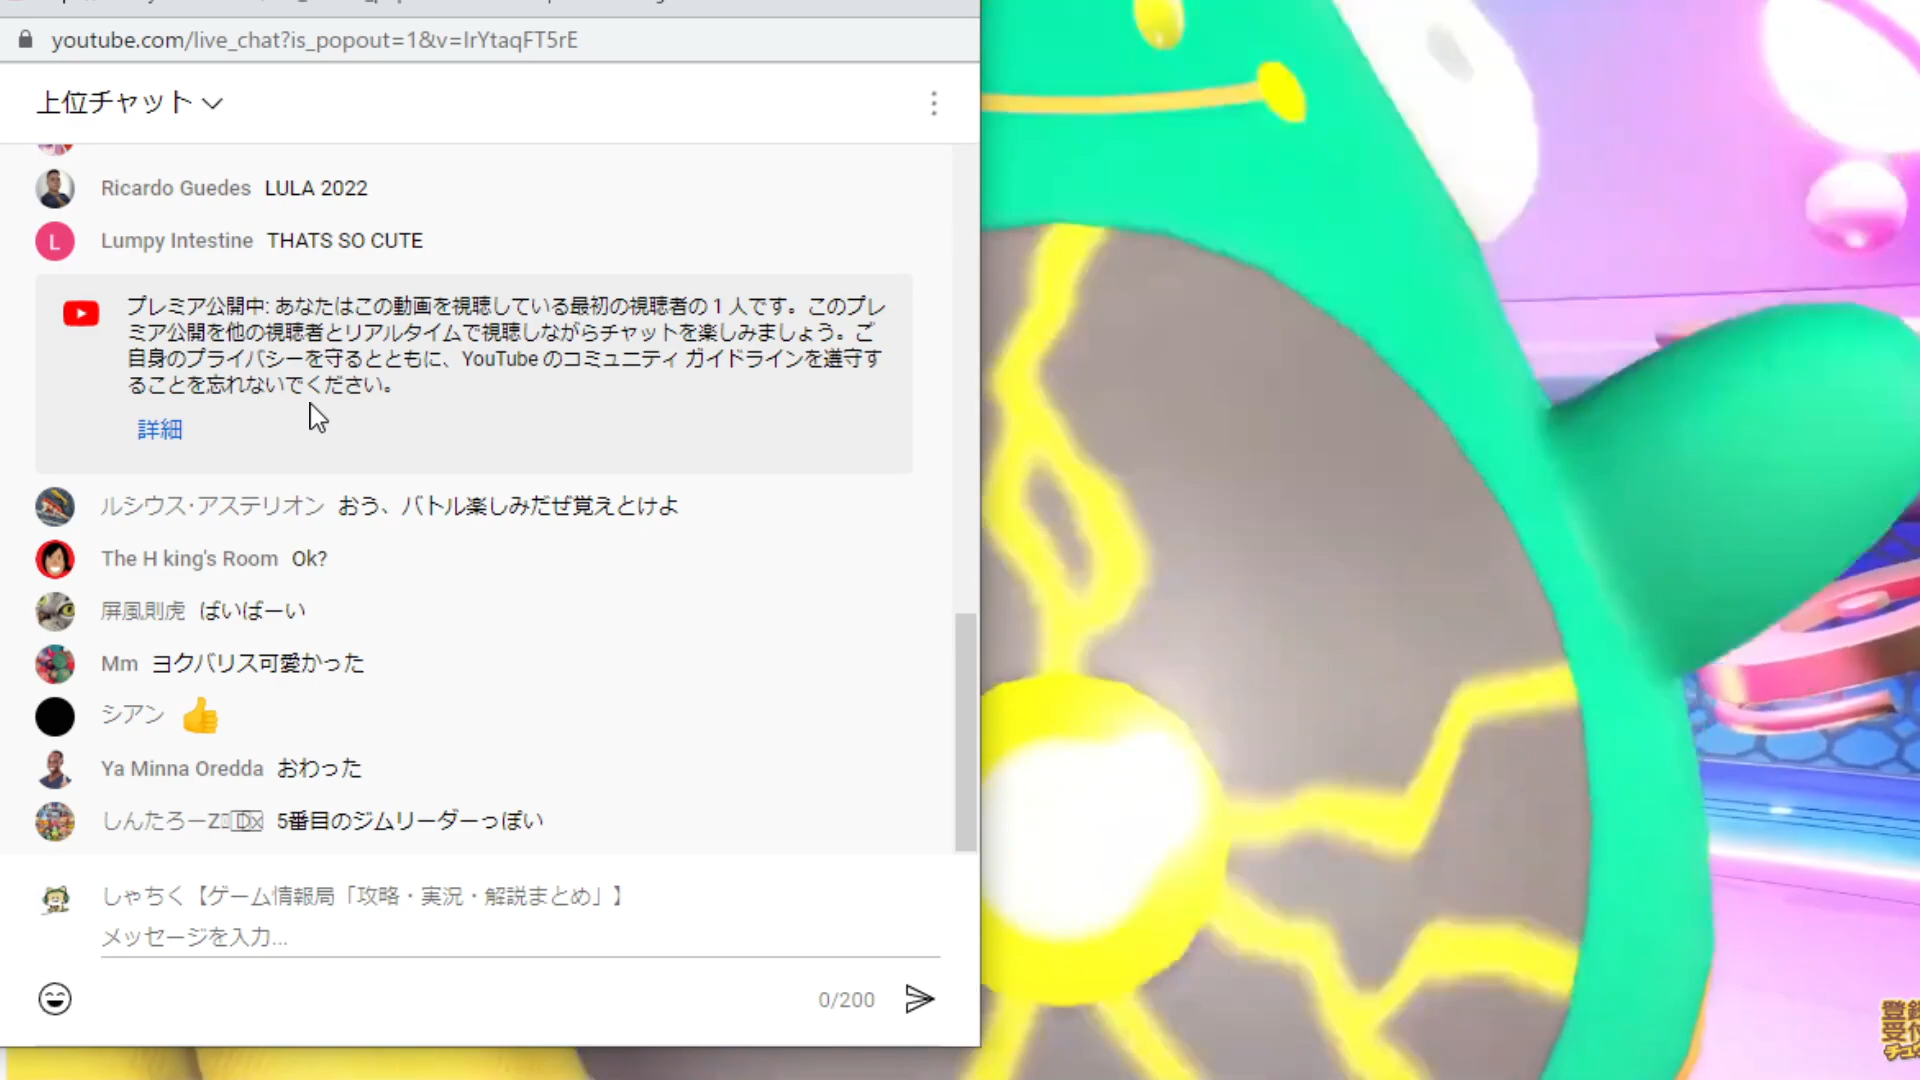 youtube.com/live_chat?is_popout=1&v=IrYtaqFT5rE
上位チャット
Ricardo Guedes LULA 2022
Lumpy Intestine THATS SO CUTE
プレミア公開中: あなたはこの動画を視聴している最初の視聴者の 1 人です。このプレ
ミア公開を他の視聴者とリアルタイムで視聴しながらチャットを楽しみましょう。ご
自身のプライバシーを守るとともに、YouTube のコミュニティ ガイドラインを遵守す
ることを忘れないでください。
詳細
ルシウス·アステリオン おう、バトル楽しみだぜ覚えとけよ
The H king's Room Ok?
屏風則虎 ばいばーい
Mm ヨクバリス可愛かった
シアン 👍
Ya Minna Oredda おわった
しんたろーZ 5番目のジムリーダーっぽい
しゃちく【ゲーム情報局「攻略・実況・解説まとめ」】
メッセージを入力...
0/200